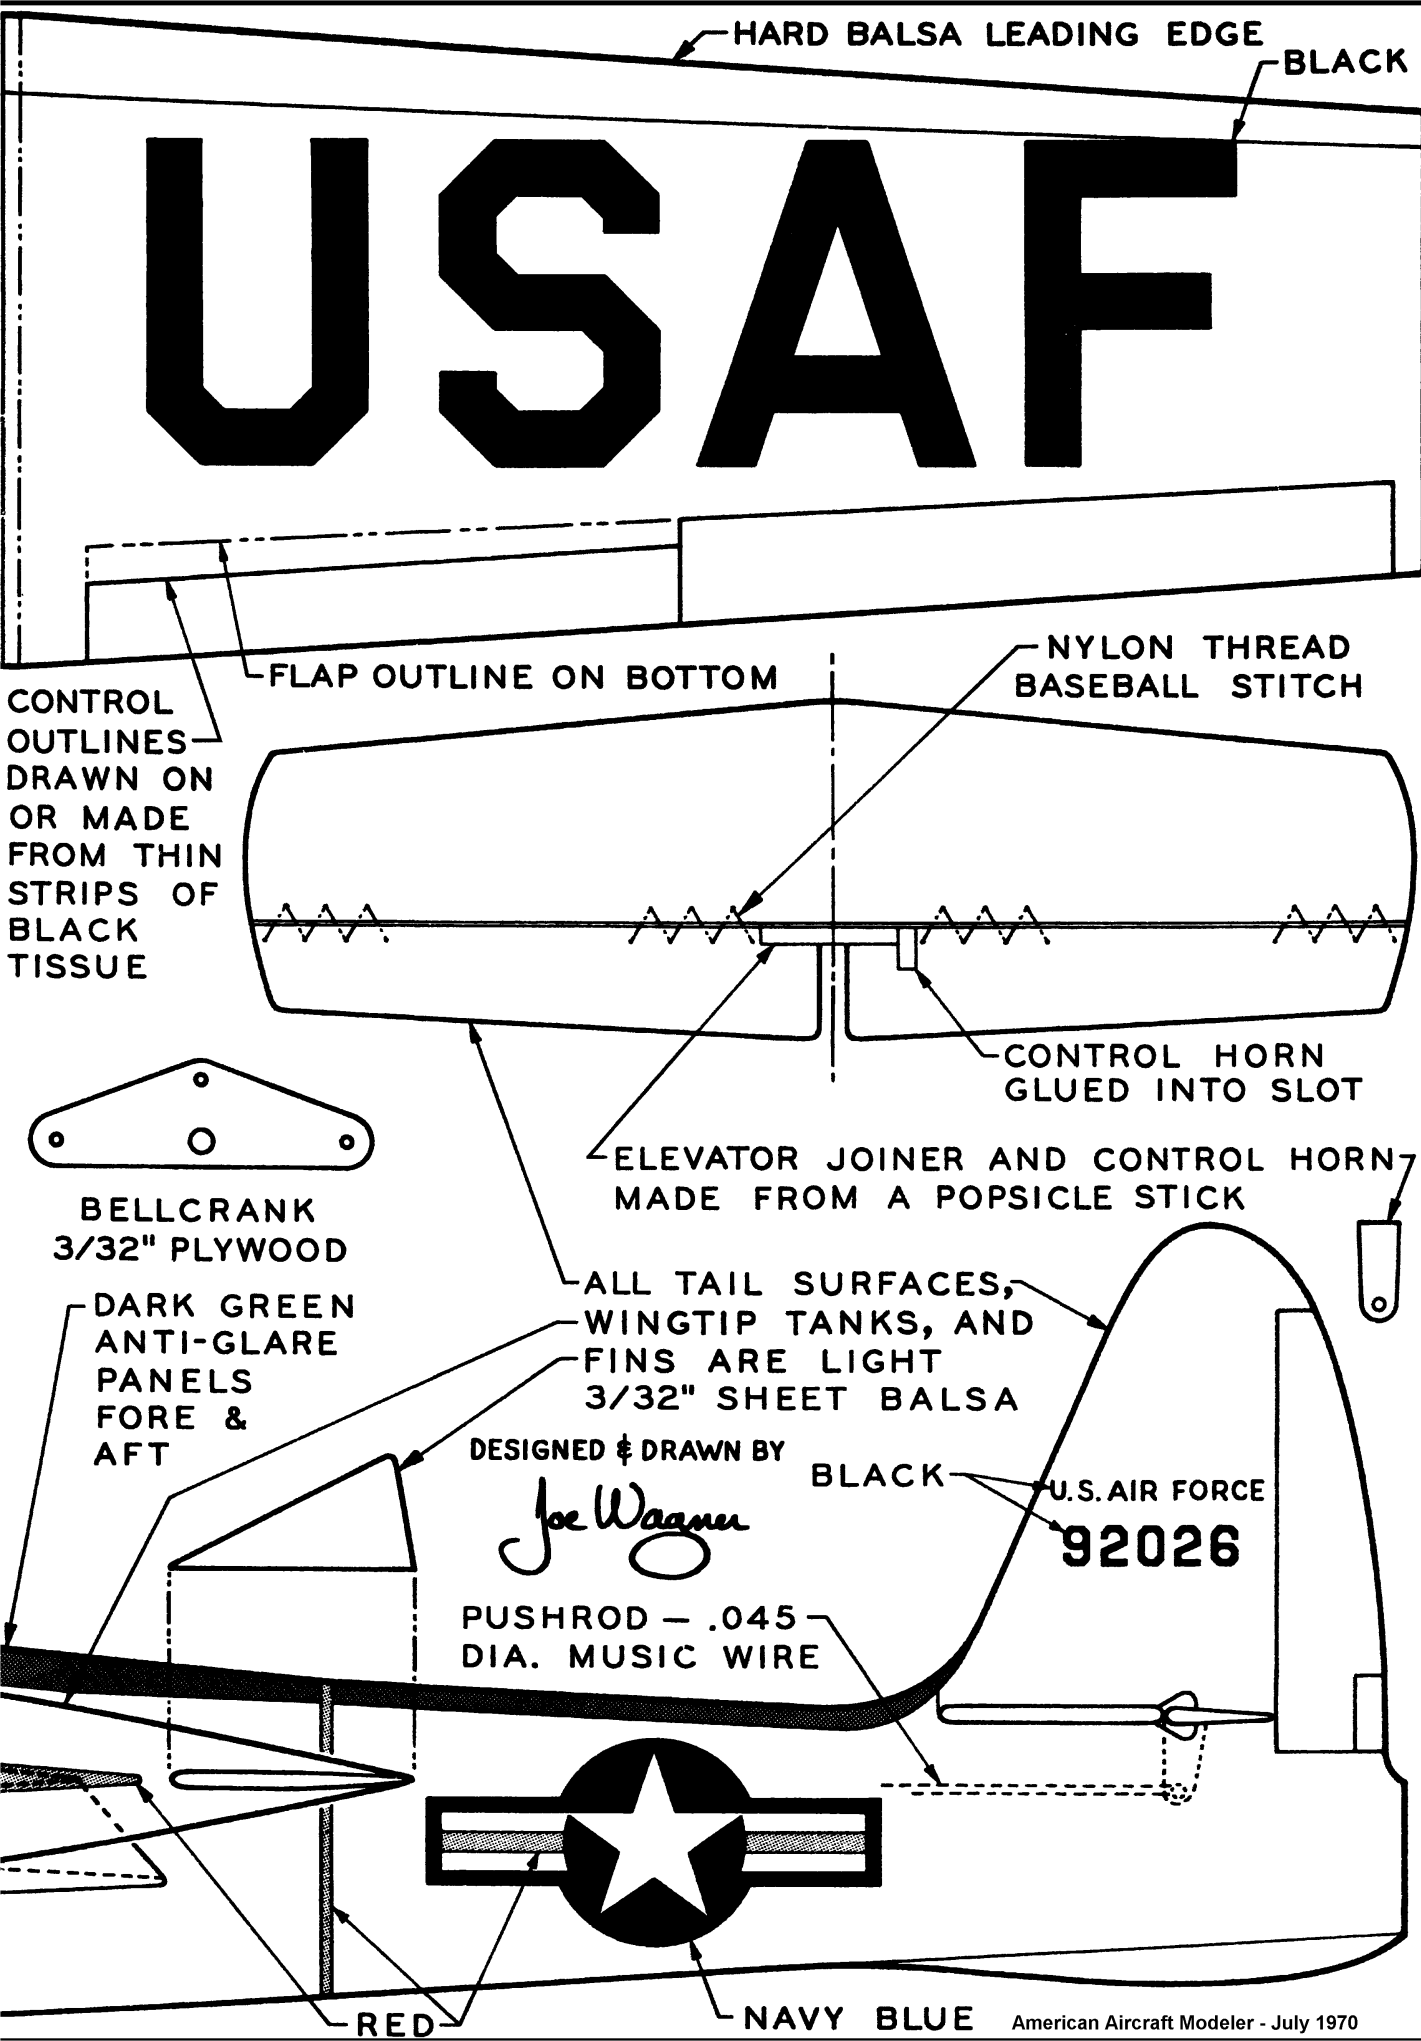 HARD BALSA LEADING EDGE
BLACK
USAF
FLAP OUTLINE ON BOTTOM
NYLON THREAD
BASEBALL STITCH
CONTROL
OUTLINES
DRAWN ON
OR MADE
FROM THIN
STRIPS OF
BLACK
TISSUE
CONTROL HORN
GLUED INTO SLOT
ELEVATOR JOINER AND CONTROL HORN
MADE FROM A POPSICLE STICK
BELLCRANK
3/32" PLYWOOD
DARK GREEN
ANTI-GLARE
PANELS
FORE &
AFT
ALL TAIL SURFACES,
WINGTIP TANKS, AND
FINS ARE LIGHT
3/32" SHEET BALSA
DESIGNED & DRAWN BY
Joe Wagner
BLACK
U.S. AIR FORCE
92026
PUSHROD — .045
DIA. MUSIC WIRE
RED
NAVY BLUE
American Aircraft Modeler - July 1970